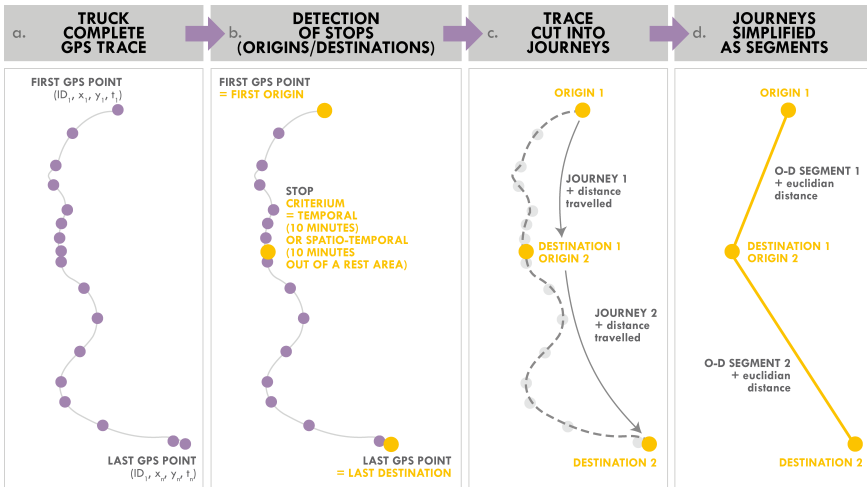 a.
TRUCK
COMPLETE
GPS TRACE
b.
DETECTION
OF STOPS
(ORIGINS/DESTINATIONS)
c.
TRACE
CUT INTO
JOURNEYS
d.
JOURNEYS
SIMPLIFIED
AS SEGMENTS
FIRST GPS POINT
(ID₁, x₁, y₁, t₁)
LAST GPS POINT
(ID₁, xₙ, yₙ, tₙ)
FIRST GPS POINT
= FIRST ORIGIN
STOP
CRITERIUM
= TEMPORAL
(10 MINUTES)
OR SPATIO-TEMPORAL
(10 MINUTES
OUT OF A REST AREA)
LAST GPS POINT
= LAST DESTINATION
ORIGIN 1
JOURNEY 1
+ distance
travelled
DESTINATION 1
ORIGIN 2
JOURNEY 2
+ distance
travelled
DESTINATION 2
ORIGIN 1
O-D SEGMENT 1
+ euclidian
distance
DESTINATION 1
ORIGIN 2
O-D SEGMENT 2
+ euclidian
distance
DESTINATION 2